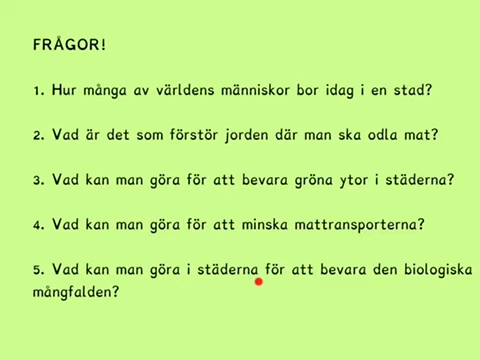 FRÅGOR!
1. Hur många av världens människor bor idag i en stad?
2. Vad är det som förstör jorden där man ska odla mat?
3. Vad kan man göra för att bevara gröna ytor i städerna?
4. Vad kan man göra för att minska mattransporterna?
5. Vad kan man göra i städerna för att bevara den biologiska
mångfalden?